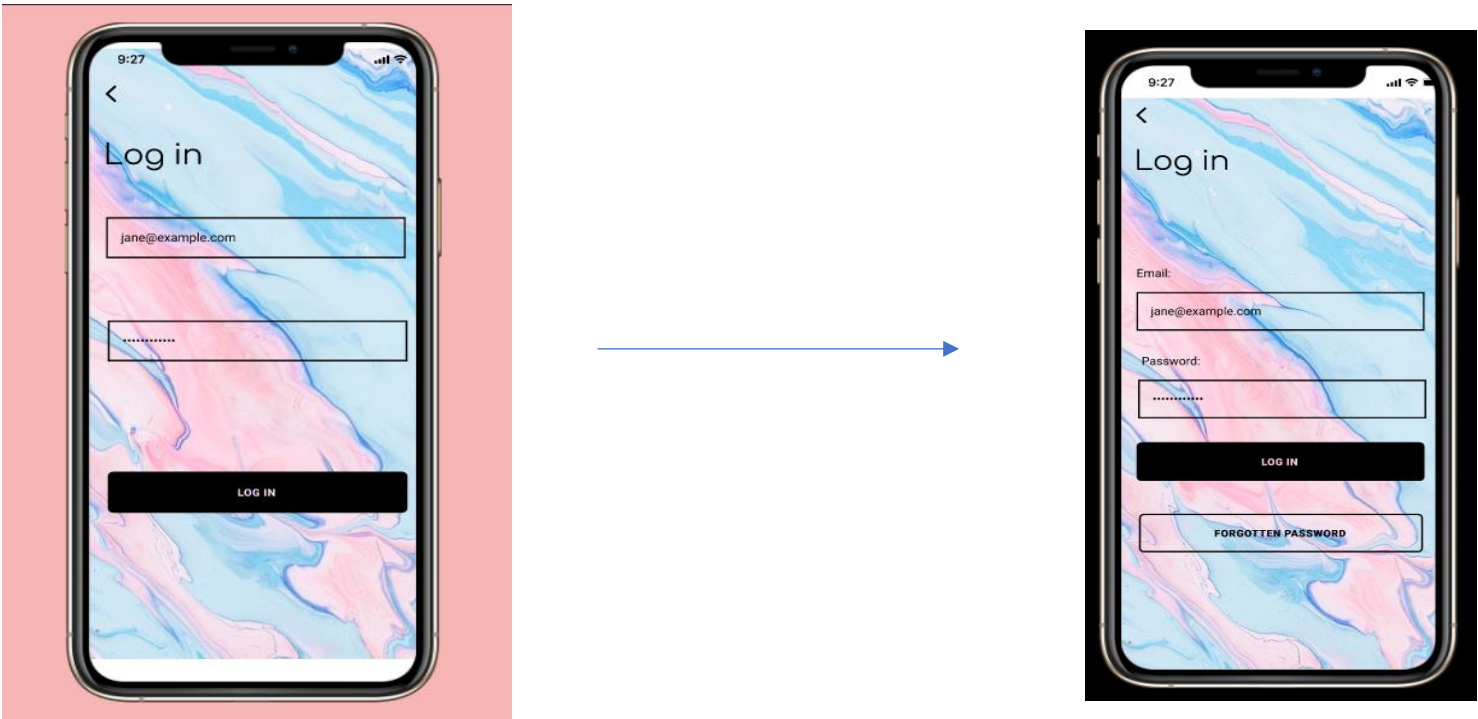 9:27
Log in
jane@example.com
••••••••••••
LOG IN
9:27
Log in
Email:
jane@example.com
Password:
••••••••••••
LOG IN
FORGOTTEN PASSWORD